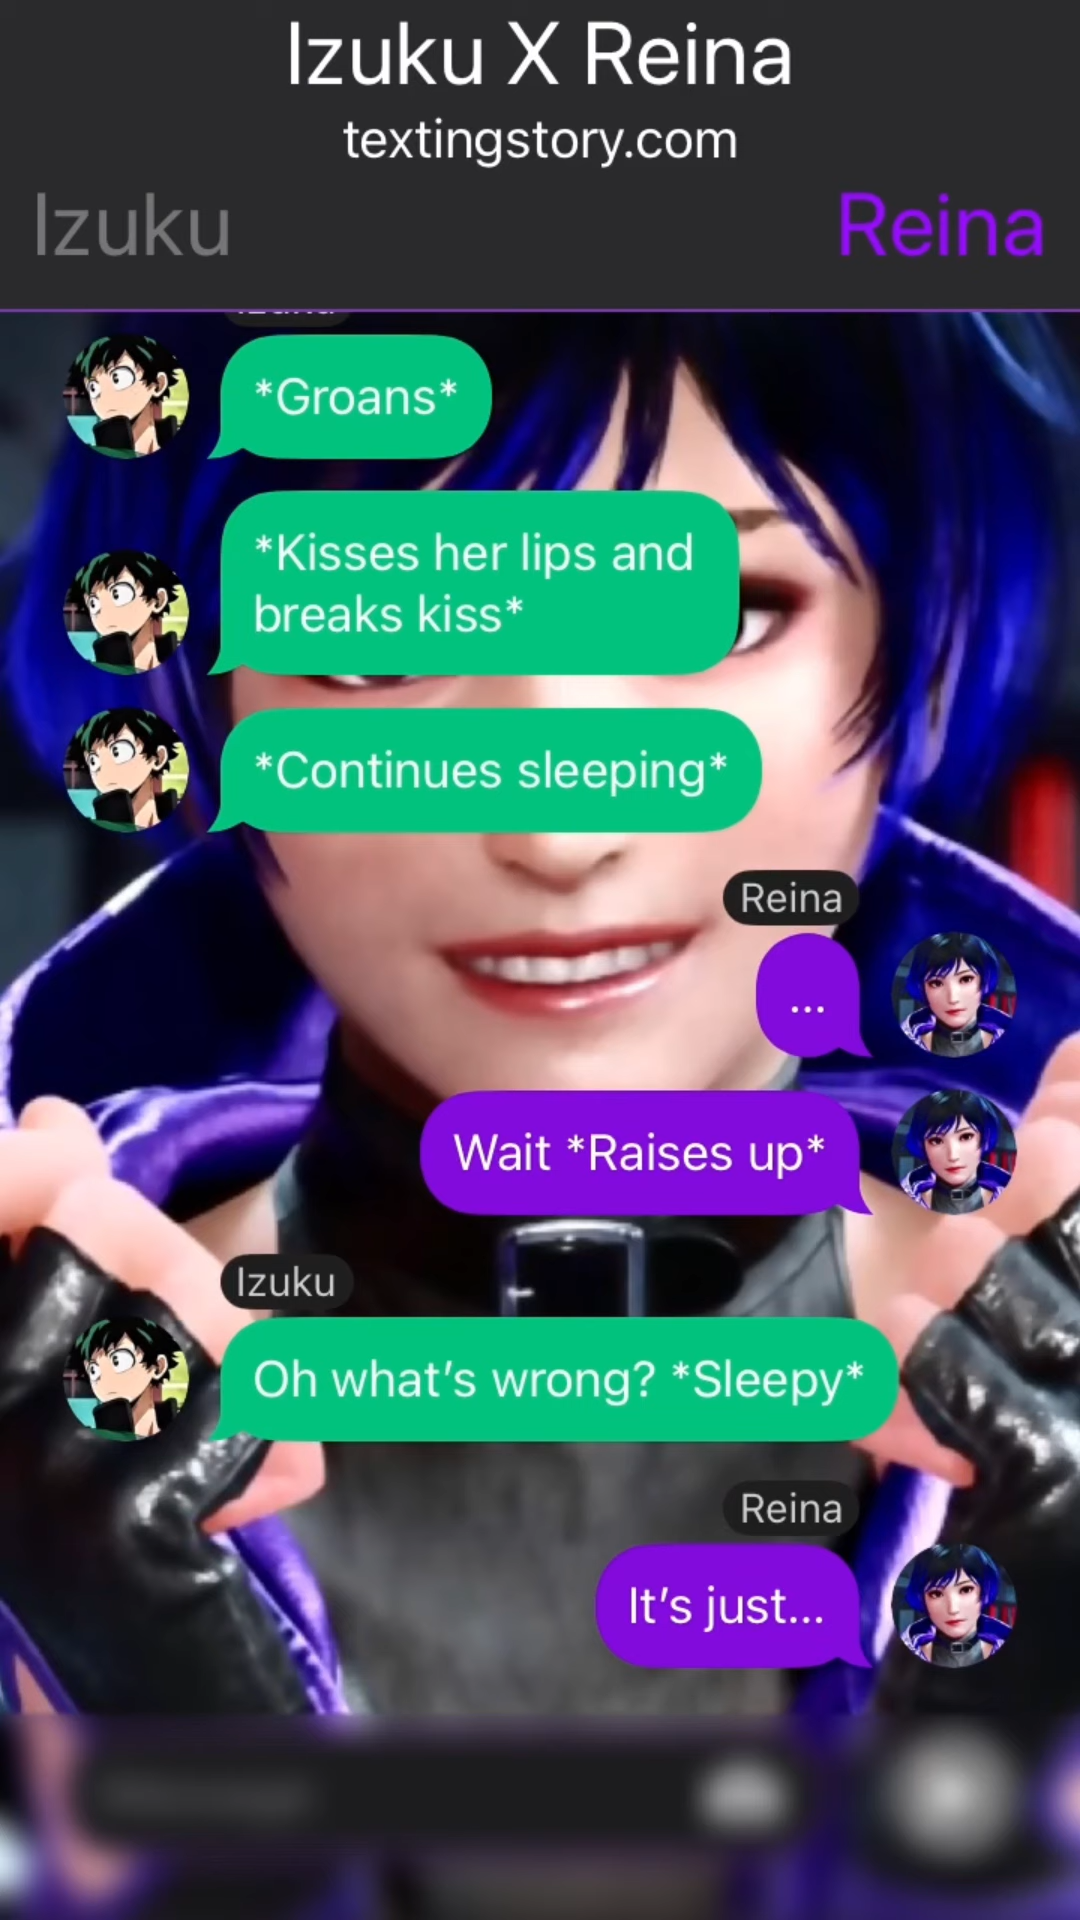 Izuku X Reina
textingstory.com
Izuku
Reina
*Groans*
*Kisses her lips and
breaks kiss*
*Continues sleeping*
Reina
...
Wait *Raises up*
Izuku
Oh what's wrong? *Sleepy*
Reina
It's just...